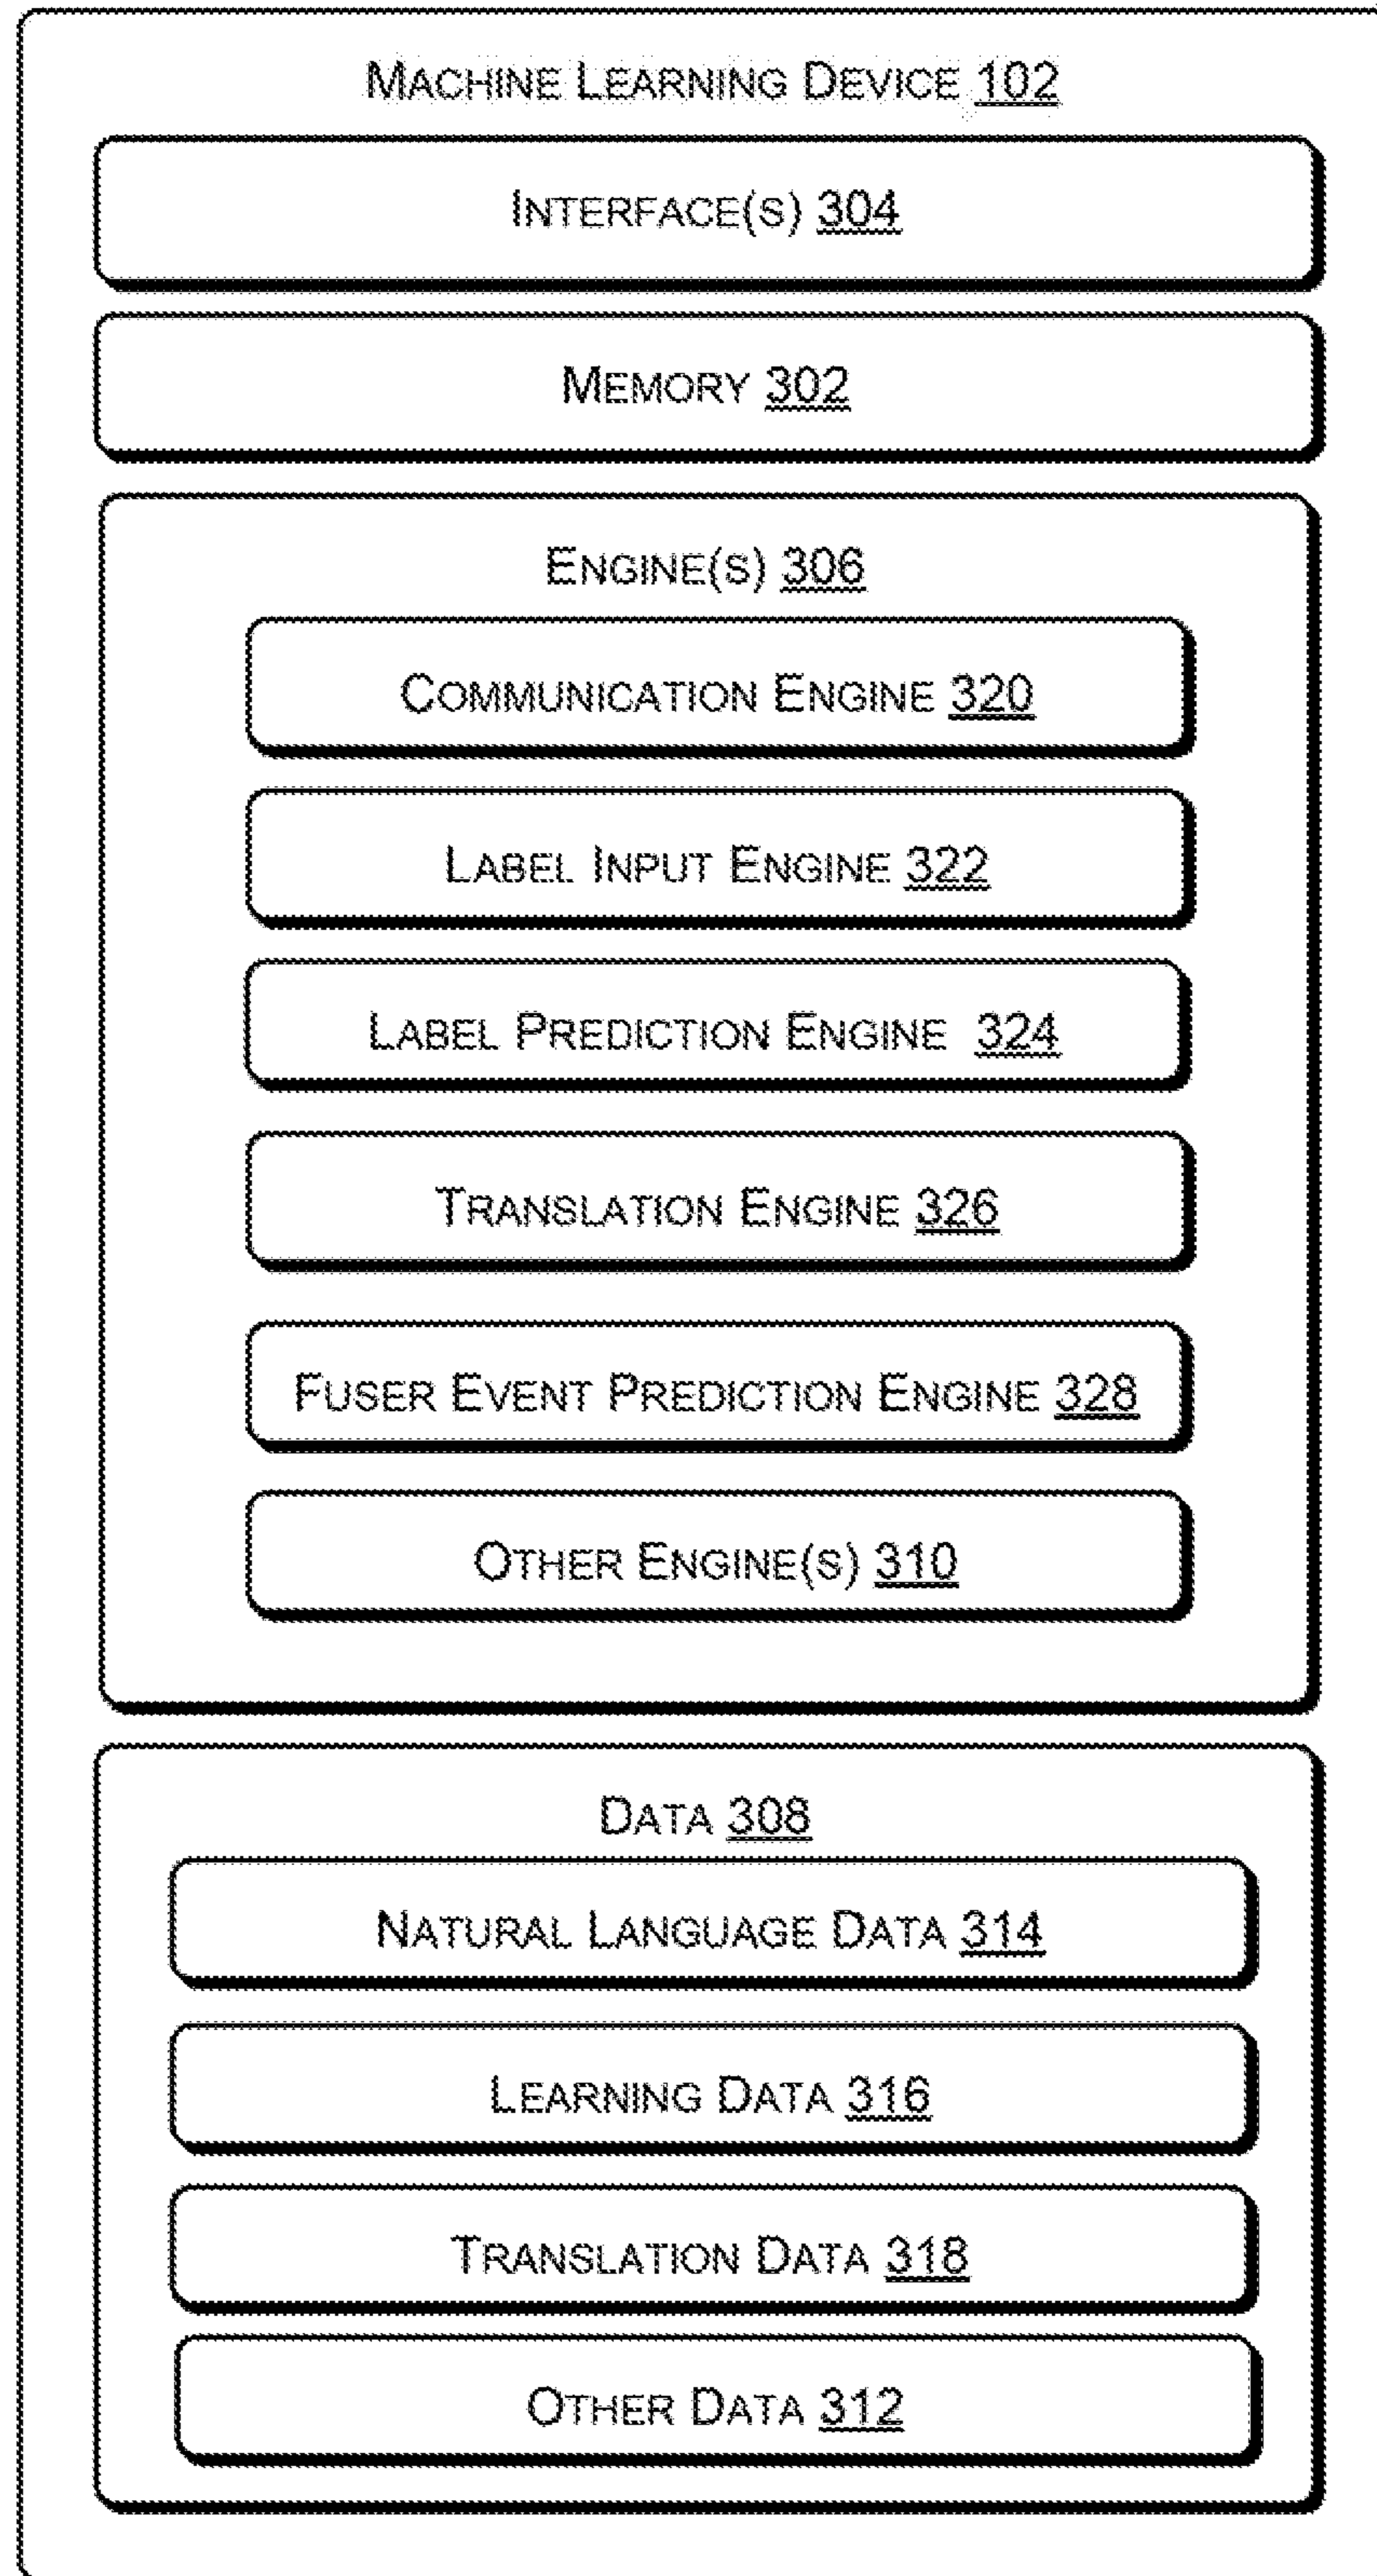 MACHINE LEARNING DEVICE 102
INTERFACE(S) 304
MEMORY 302
ENGINE(S) 306
COMMUNICATION ENGINE 320
LABEL INPUT ENGINE 322
LABEL PREDICTION ENGINE 324
TRANSLATION ENGINE 326
FUSER EVENT PREDICTION ENGINE 328
OTHER ENGINE(S) 310
DATA 308
NATURAL LANGUAGE DATA 314
LEARNING DATA 316
TRANSLATION DATA 318
OTHER DATA 312